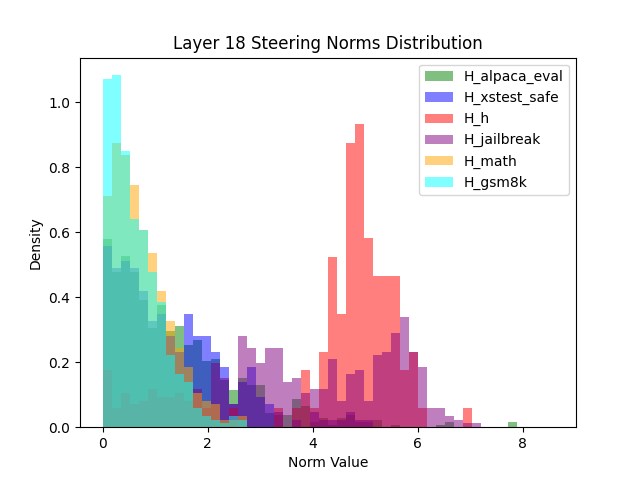 Layer 18 Steering Norms Distribution
H_alpaca_eval
H_xstest_safe
H_h
H_jailbreak
H_math
H_gsm8k
Density
1.0
0.8
0.6
0.4
0.2
0.0
0 2 4 6 8
Norm Value